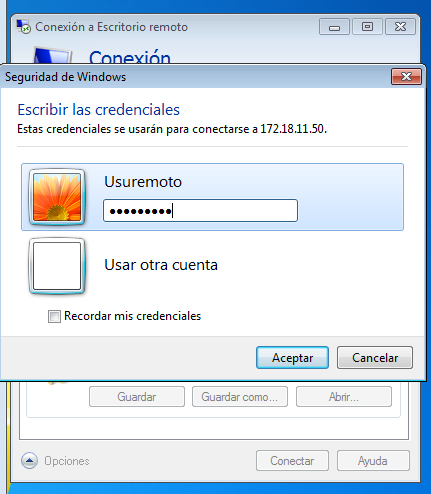 Conexión a Escritorio remoto
Conexión
Seguridad de Windows
Escribir las credenciales
Estas credenciales se usarán para conectarse a 172.18.11.50.
Usuremoto
●●●●●●●●●
Usar otra cuenta
Recordar mis credenciales
Aceptar
Cancelar
Guardar
Guardar como...
Abrir...
Opciones
Conectar
Ayuda